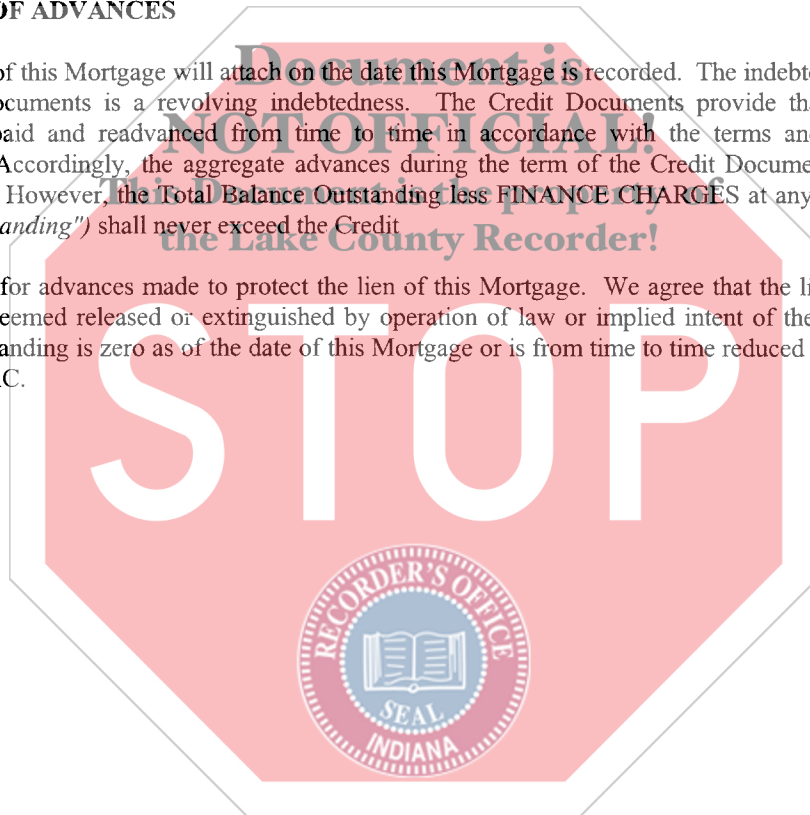 OF ADVANCES
Document is
of this Mortgage will attach on the date this Mortgage is recorded. The indebt
ocuments is a revolving indebtedness. The Credit Documents provide tha
NOT OFFICIAL!
paid and readvanced from time to time in accordance with the terms an
Accordingly, the aggregate advances during the term of the Credit Docume
This Document is the property of
However, the Total Balance Outstanding less FINANCE CHARGES at any
anding") shall never exceed the Credit
the Lake County Recorder!
for advances made to protect the lien of this Mortgage. We agree that the li
eemed released or extinguished by operation of law or implied intent of the
anding is zero as of the date of this Mortgage or is from time to time reduced
C.
STOP
RECORDER'S OFFICE
SEAL
INDIANA